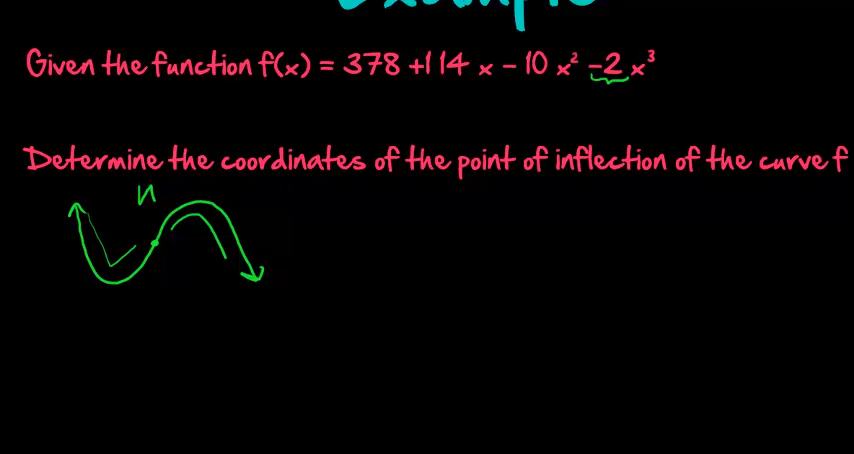 Example
Given the function f(x) = 378 +114 x - 10 x² -2 x³
Determine the coordinates of the point of inflection of the curve f
n